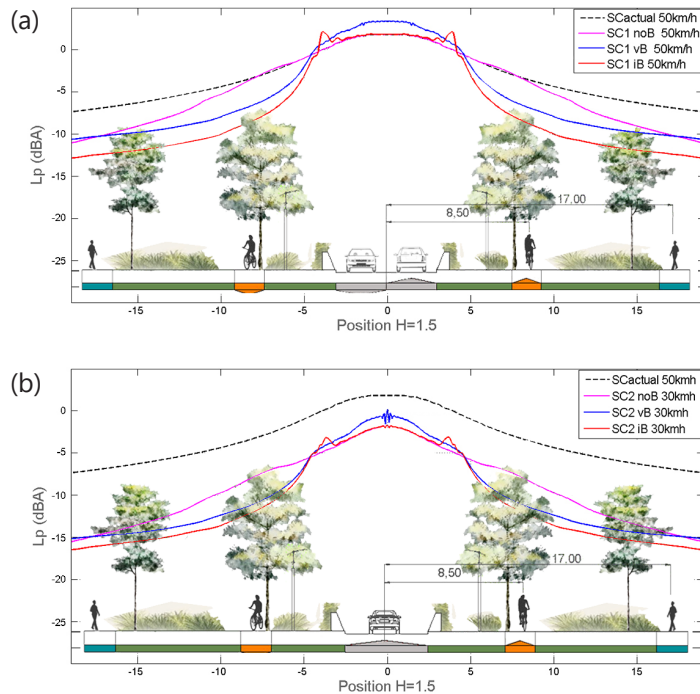 (a)
SCactual 50km/h
SC1 noB 50km/h
SC1 vB 50km/h
SC1 iB 50km/h
0
-5
-10
-15
-20
-25
Lp (dBA)
17,00
8,50
-15 -10 -5 0 5 10 15
Position H=1.5
(b)
SCactual 50kmh
SC2 noB 30kmh
SC2 vB 30kmh
SC2 iB 30kmh
0
-5
-10
-15
-20
-25
Lp (dBA)
17,00
8,50
-15 -10 -5 0 5 10 15
Position H=1.5